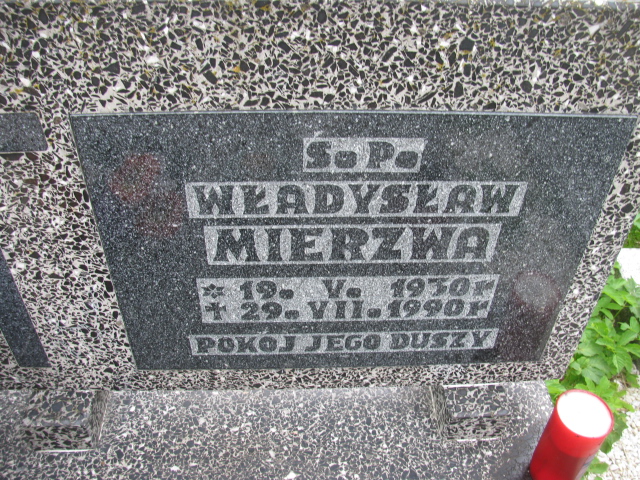 Ś. P.
WŁADYSŁAW
MIERZWA
* 19. V. 1930r
+ 29. VII. 1990r
POKÓJ JEGO DUSZY